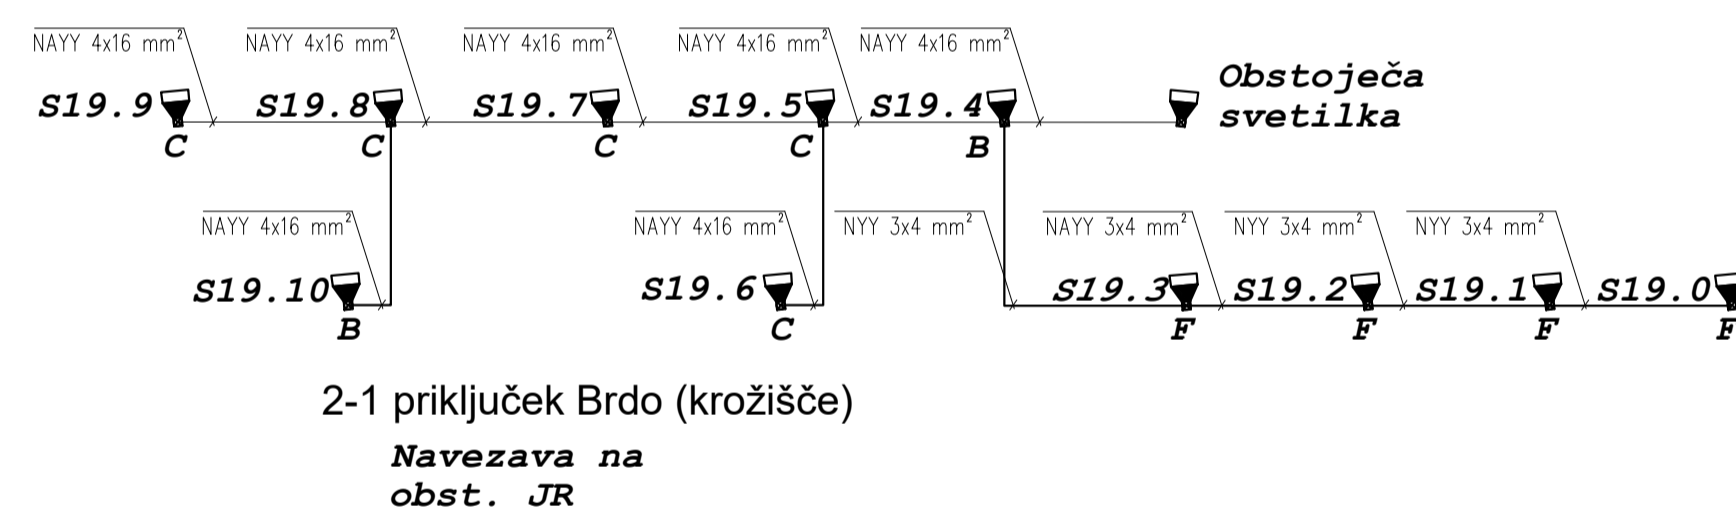 NAYY 4x16 mm² NAYY 4x16 mm² NAYY 4x16 mm² NAYY 4x16 mm² NAYY 4x16 mm²
S19.9 S19.8 S19.7 S19.5 S19.4 Obstoječa
svetilka
C C C C B
NAYY 4x16 mm² NAYY 4x16 mm² NYY 3x4 mm² NAYY 3x4 mm² NYY 3x4 mm² NYY 3x4 mm²
S19.10 S19.6 S19.3 S19.2 S19.1 S19.0
B C F F F F
2-1 priključek Brdo (krožišče)
Navezava na
obst. JR